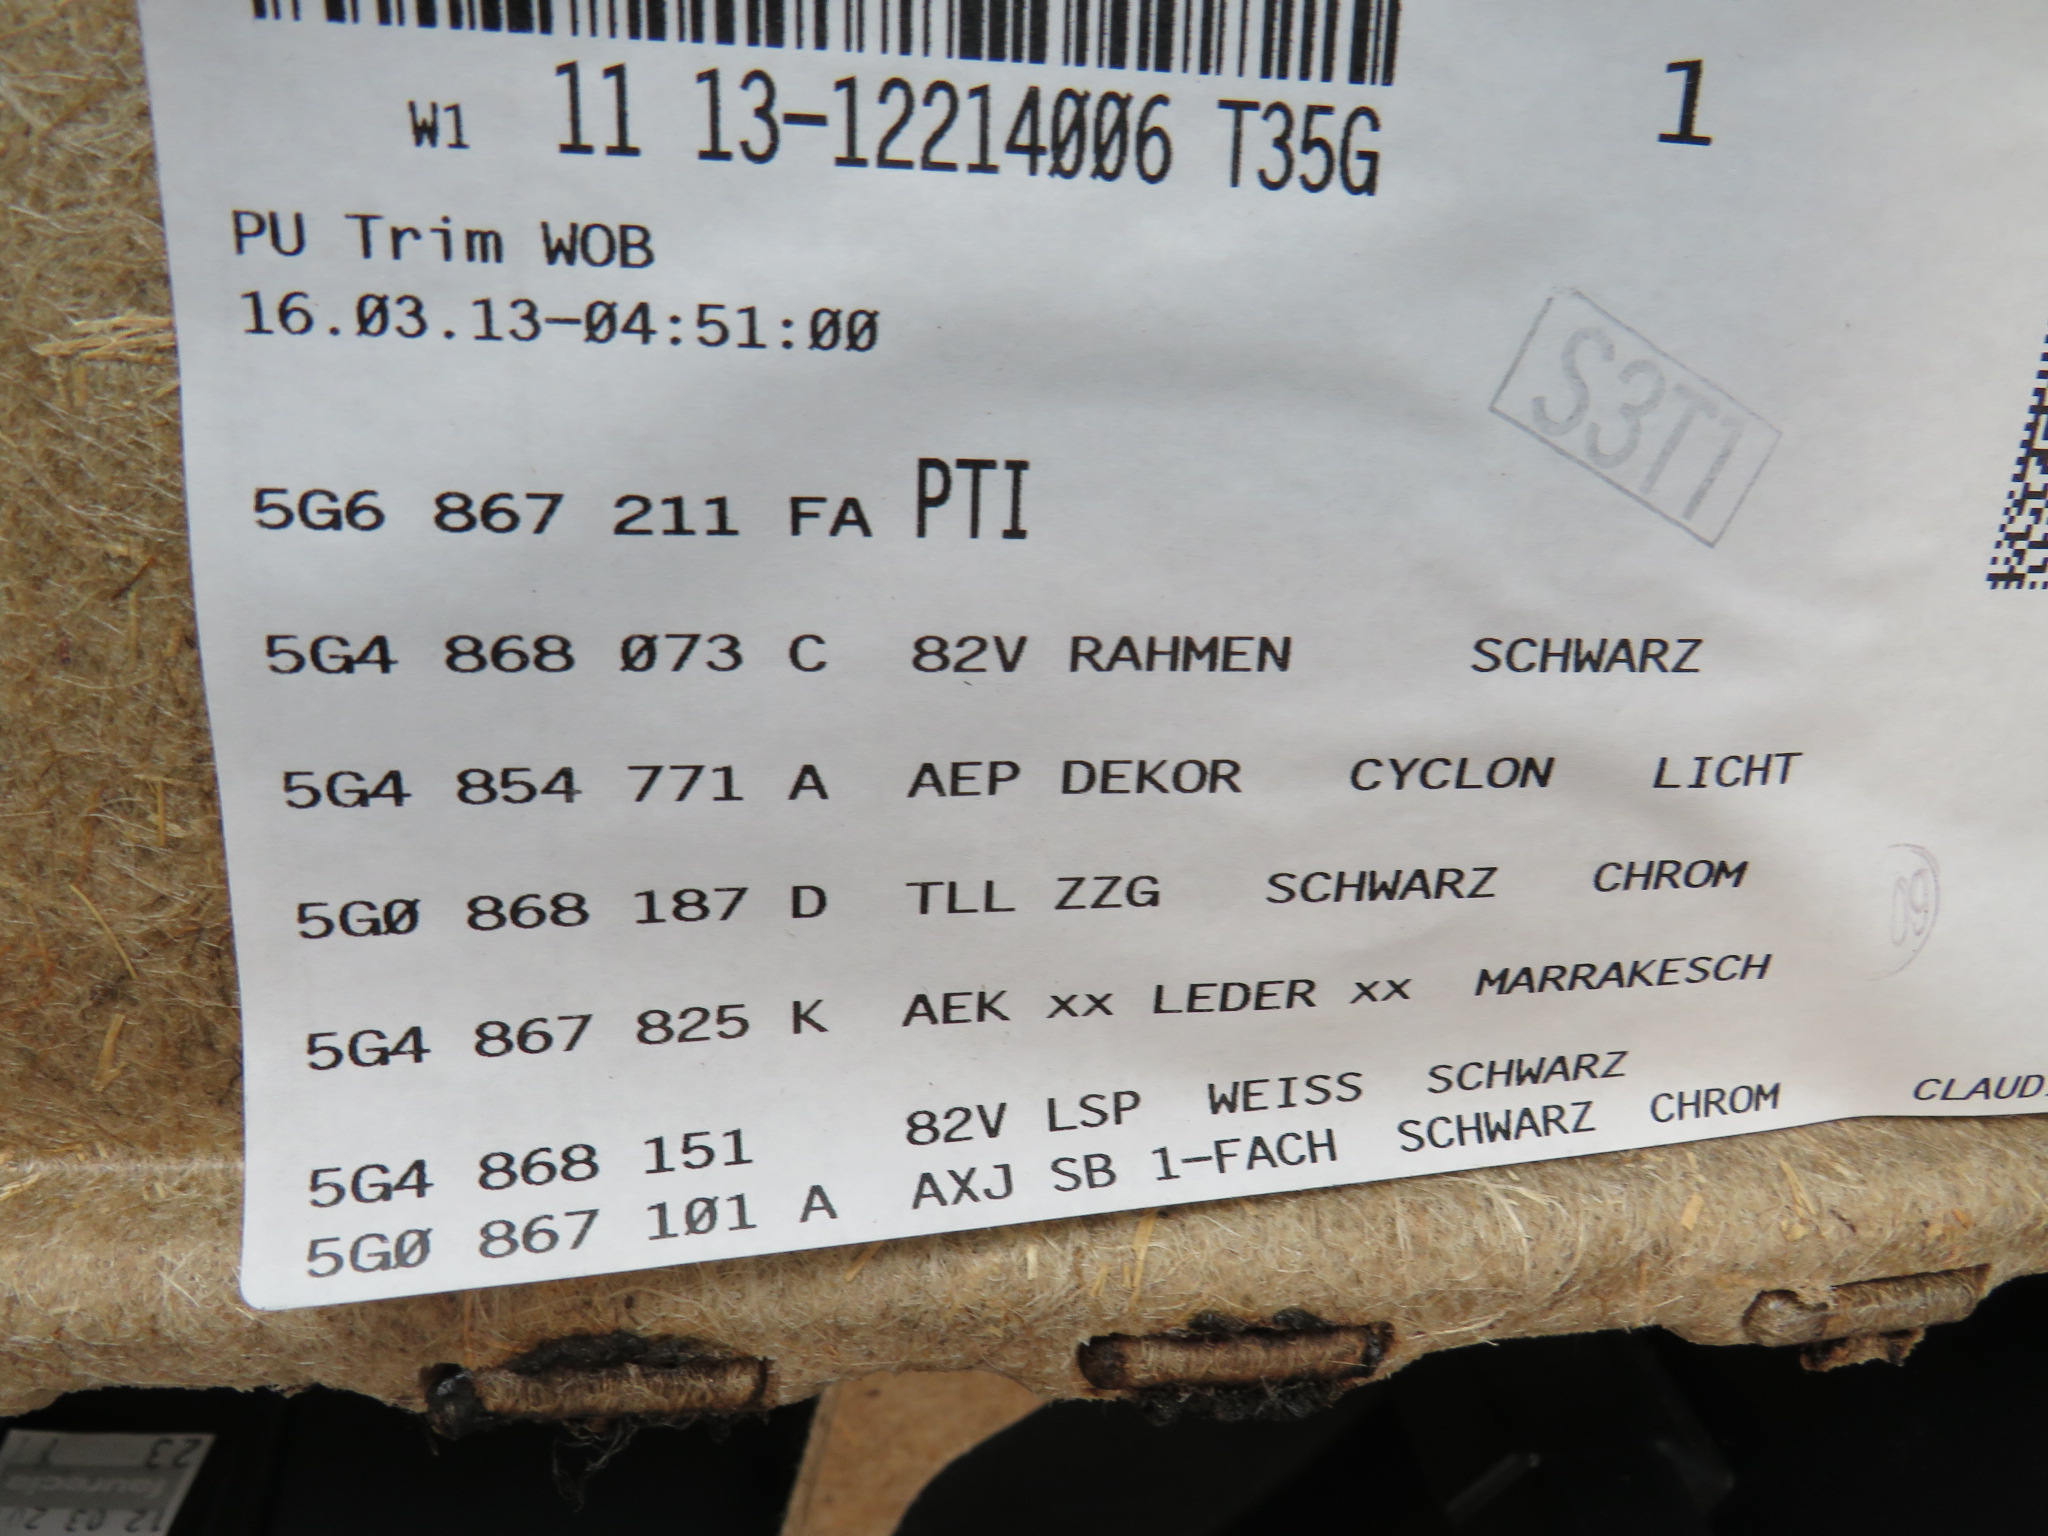 W1 11 13-12214006 T35G 1
PU Trim WOB
16.03.13-04:51:00
S3T1
5G6 867 211 FA PTI
5G4 868 073 C 82V RAHMEN SCHWARZ
5G4 854 771 A AEP DEKOR CYCLON LICHT
5G0 868 187 D TLL ZZG SCHWARZ CHROM
09
5G4 867 825 K AEK xx LEDER xx MARRAKESCH
5G4 868 151 82V LSP WEISS SCHWARZ
5G0 867 101 A AXJ SB 1-FACH SCHWARZ CHROM
23
faurecia